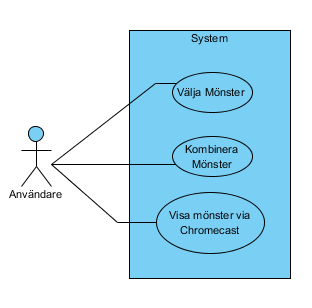 System
Välja Mönster
Kombinera
Mönster
Användare
Visa mönster via
Chromecast